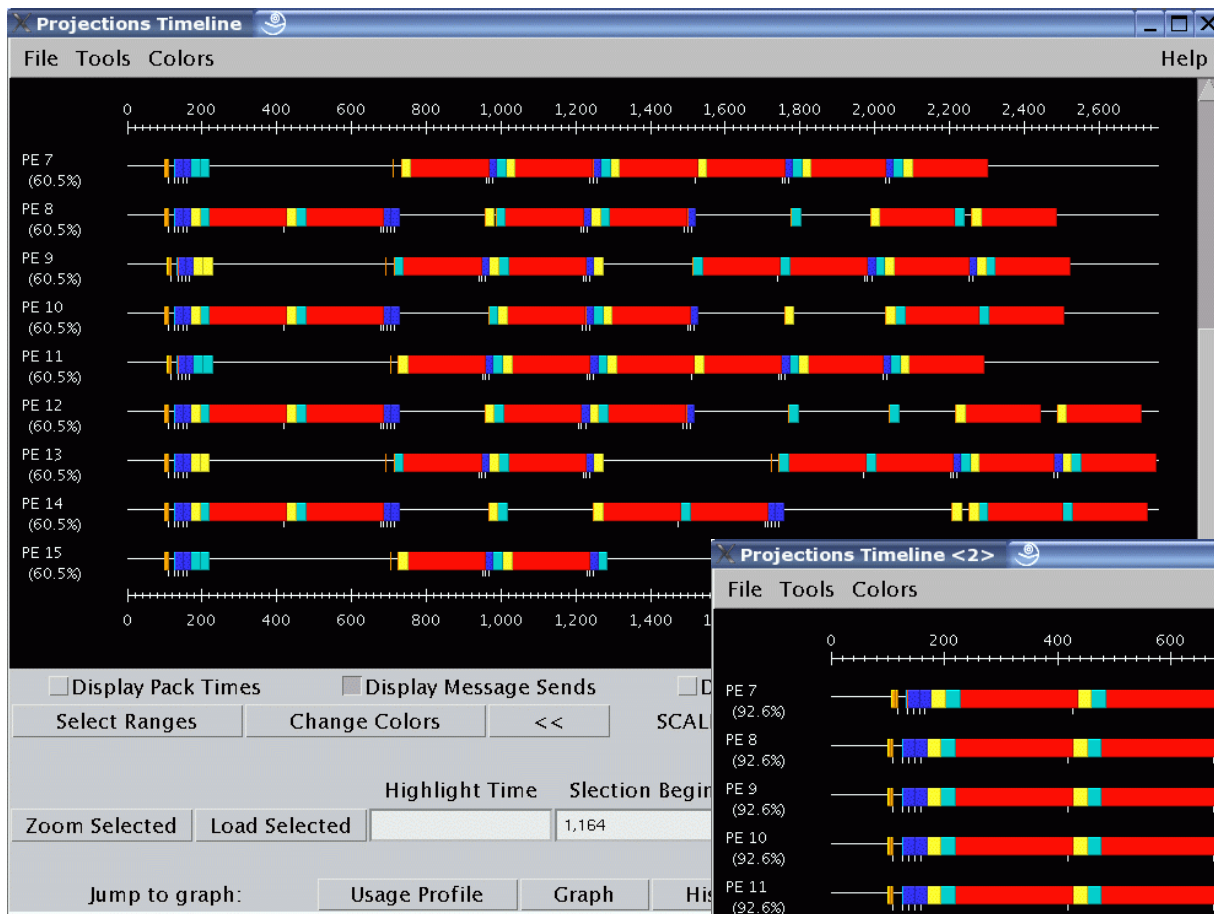 Projections Timeline
File Tools Colors Help
0 200 400 600 800 1,000 1,200 1,400 1,600 1,800 2,000 2,200 2,400 2,600
PE 7
(60.5%)
PE 8
(60.5%)
PE 9
(60.5%)
PE 10
(60.5%)
PE 11
(60.5%)
PE 12
(60.5%)
PE 13
(60.5%)
PE 14
(60.5%)
PE 15
(60.5%)
0 200 400 600 800 1,000 1,200 1,400
Display Pack Times Display Message Sends
Select Ranges Change Colors << SCAL
Highlight Time Slection Begin
Zoom Selected Load Selected 1,164
Jump to graph: Usage Profile Graph His
Projections Timeline <2>
File Tools Colors
0 200 400 600
PE 7
(92.6%)
PE 8
(92.6%)
PE 9
(92.6%)
PE 10
(92.6%)
PE 11
(92.6%)